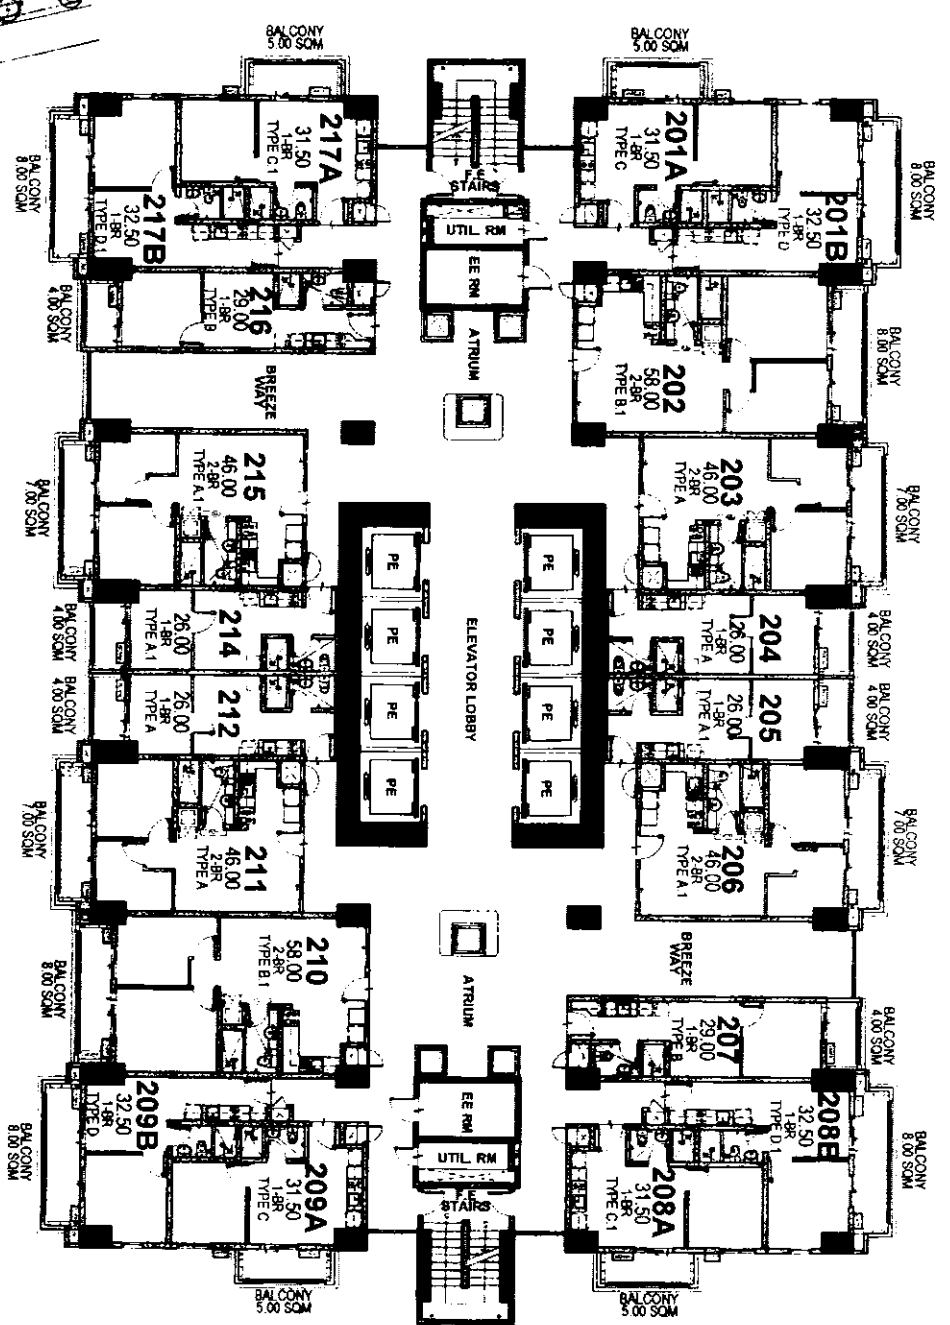 BALCONY
5.00 SQM
BALCONY
5.00 SQM
217A
31.50
1-BR
TYPE C.1
F.E
STAIRS
201A
31.50
1-BR
TYPE C
BALCONY
8.00 SQM
217B
32.50
1-BR
TYPE D.1
UTIL. RM
201B
32.50
1-BR
TYPE D
BALCONY
8.00 SQM
BALCONY
4.00 SQM
216
29.00
1-BR
TYPE B
EE RM
ATRIUM
202
58.00
2-BR
TYPE B.1
BALCONY
8.00 SQM
BREEZE
WAY
BALCONY
7.00 SQM
215
46.00
2-BR
TYPE A.1
203
46.00
2-BR
TYPE A
BALCONY
7.00 SQM
PE
PE
BALCONY
4.00 SQM
214
26.00
1-BR
TYPE A.1
PE
ELEVATOR LOBBY
PE
204
26.00
1-BR
TYPE A
BALCONY
4.00 SQM
BALCONY
4.00 SQM
212
26.00
1-BR
TYPE A
PE
PE
205
26.00
1-BR
TYPE A.1
BALCONY
4.00 SQM
PE
PE
BALCONY
7.00 SQM
211
46.00
2-BR
TYPE A
206
46.00
2-BR
TYPE A.1
BALCONY
7.00 SQM
BALCONY
8.00 SQM
210
58.00
2-BR
TYPE B.1
ATRIUM
BREEZE
WAY
207
29.00
1-BR
TYPE B
BALCONY
4.00 SQM
BALCONY
8.00 SQM
209B
32.50
1-BR
TYPE D
EE RM
208B
32.50
1-BR
TYPE D.1
BALCONY
8.00 SQM
UTIL. RM
209A
31.50
1-BR
TYPE C
F.E
STAIRS
208A
31.50
1-BR
TYPE C.1
BALCONY
5.00 SQM
BALCONY
5.00 SQM